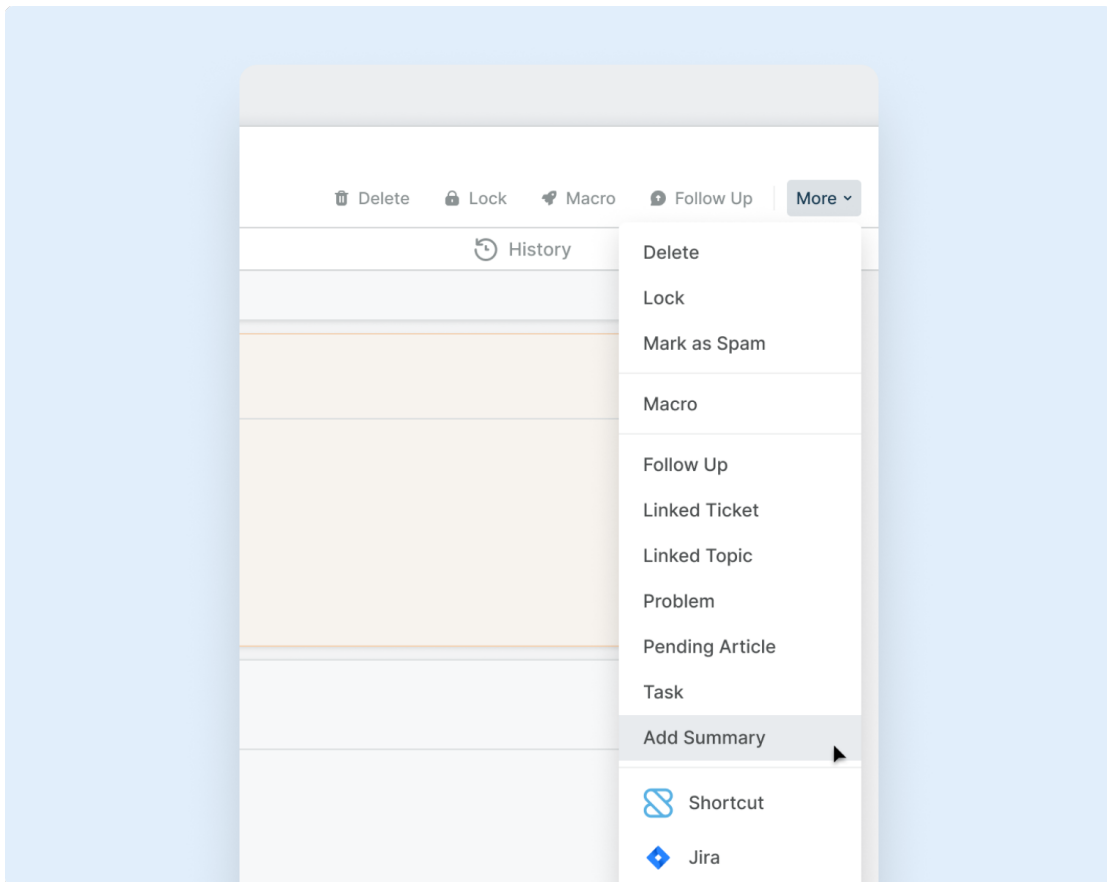 Delete Lock Macro Follow Up More
History
Delete
Lock
Mark as Spam
Macro
Follow Up
Linked Ticket
Linked Topic
Problem
Pending Article
Task
Add Summary
Shortcut
Jira